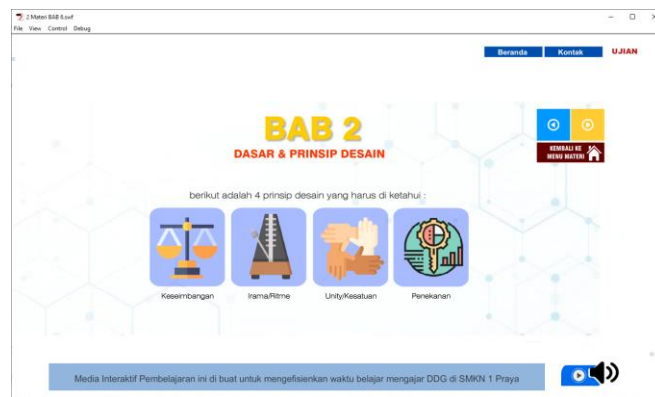 2 Materi BAB 6.swf
File View Control Debug
Beranda Kontak UJIAN
BAB 2
DASAR & PRINSIP DESAIN
KEMBALI KE
MENU MATERI
berikut adalah 4 prinsip desain yang harus di ketahui :
Keseimbangan Irama/Ritme Unity/Kesatuan Penekanan
Media Interaktif Pembelajaran ini di buat untuk mengefisienkan waktu belajar mengajar DDG di SMKN 1 Praya